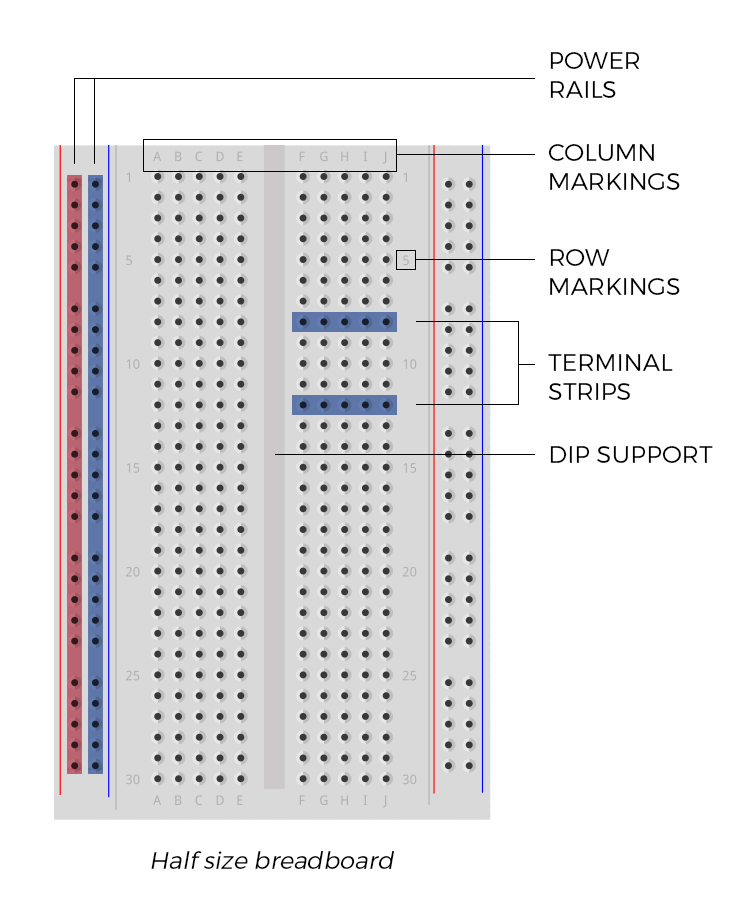 POWER
RAILS
COLUMN
MARKINGS
A B C D E F G H I J
1 1
ROW
MARKINGS
5 5
TERMINAL
STRIPS
10 10
DIP SUPPORT
15 15
20 20
25 25
30 30
A B C D E F G H I J
Half size breadboard